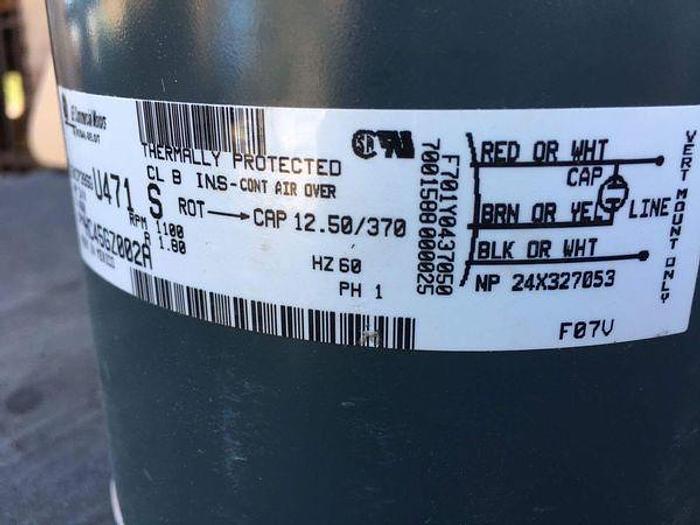 THERMALLY PROTECTED
CL B INS-CONT AIR OVER
U471 S ROT CAP 12.50/370
RPM 1100
A 1.80
HZ 60
PH 1
F701Y0437050
7001588000025
RED OR WHT
CAP
BRN OR YEL
LINE
BLK OR WHT
NP 24X327053
F07V
VERT MOUNT ONLY